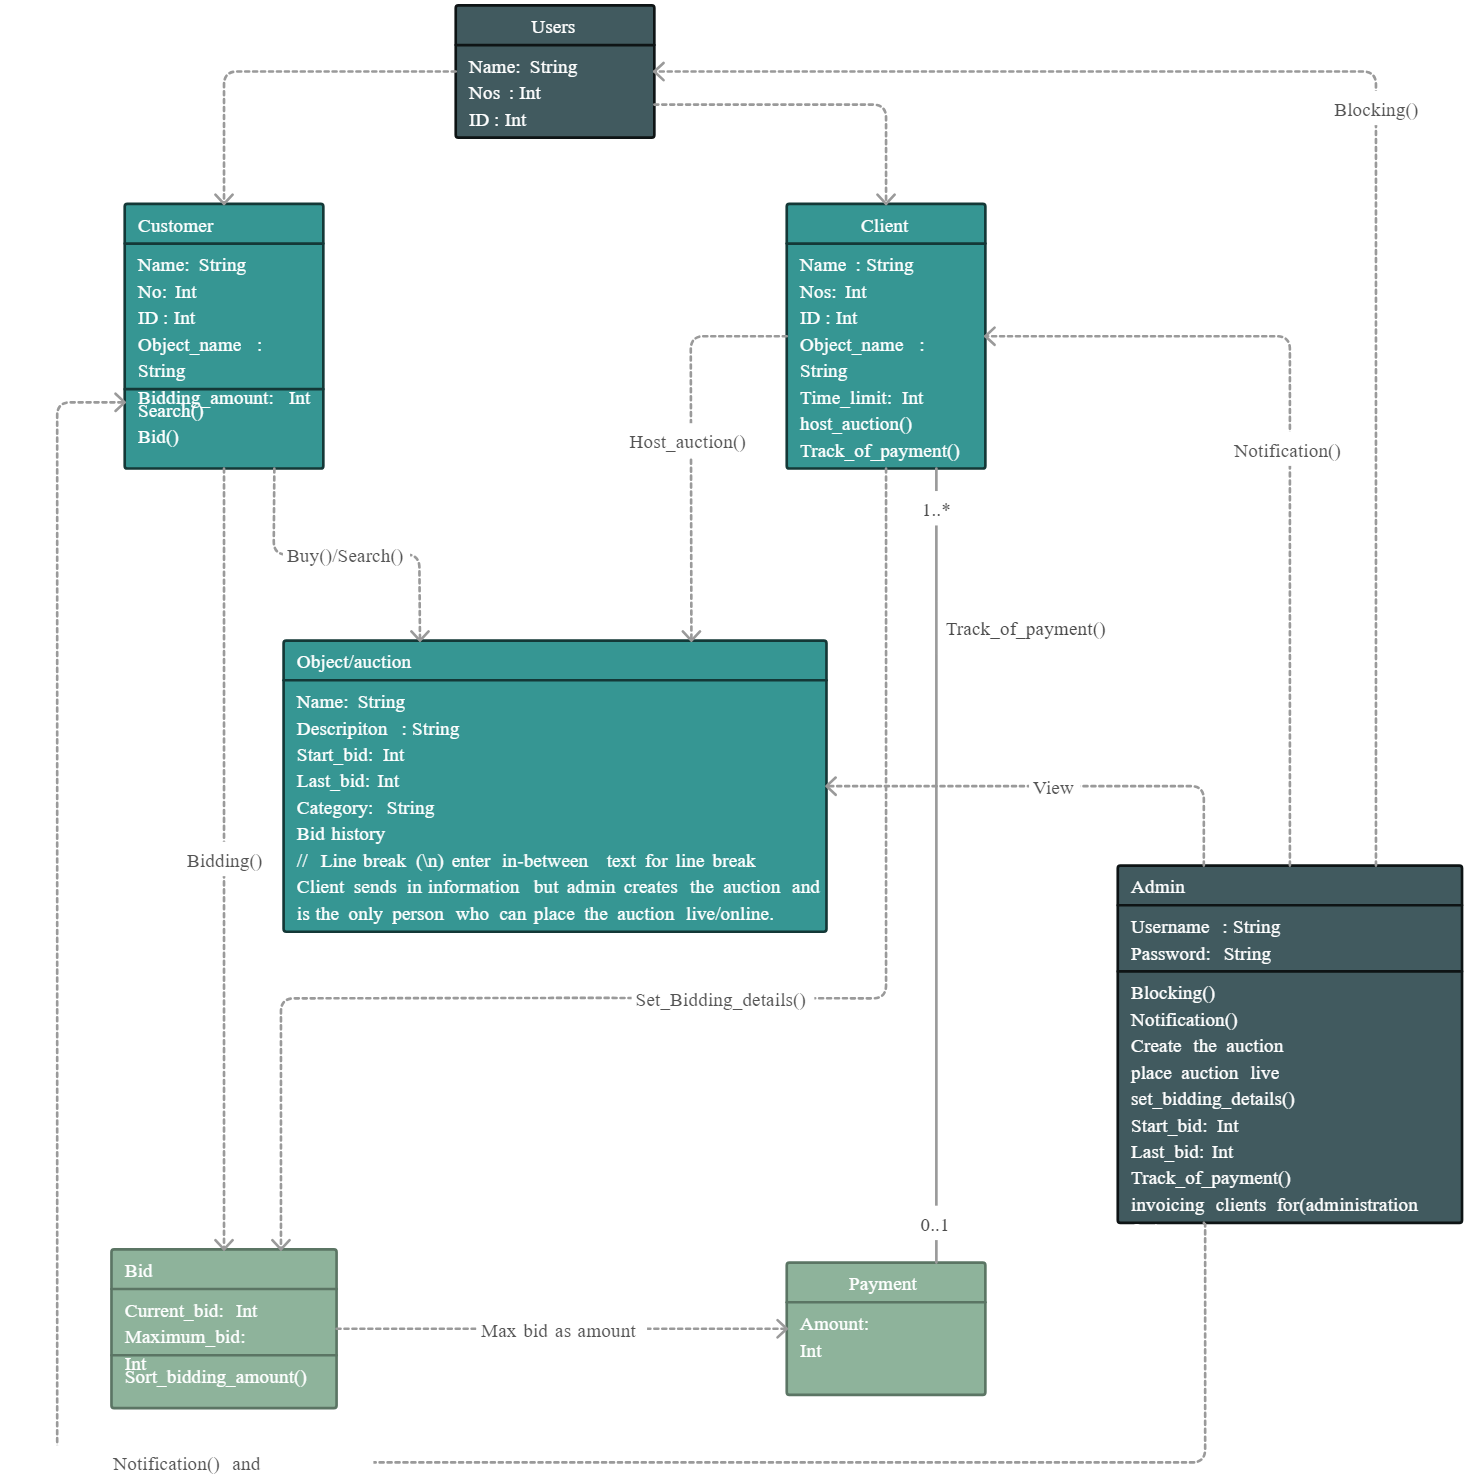 Users
Name: String
Nos : Int
ID : Int
Blocking()
Customer
Name: String
No: Int
ID : Int
Object_name :
String
Bidding_amount: Int
Search()
Bid()
Client
Name : String
Nos: Int
ID : Int
Object_name :
String
Time_limit: Int
host_auction()
Track_of_payment()
Host_auction()
Notification()
1..*
Buy()/Search()
Track_of_payment()
Object/auction
Name: String
Descripiton : String
Start_bid: Int
Last_bid: Int
Category: String
Bid history
// Line break (\n) enter in-between text for line break
Client sends in information but admin creates the auction and
is the only person who can place the auction live/online.
View
Bidding()
Admin
Username : String
Password: String
Blocking()
Notification()
Create the auction
place auction live
set_bidding_details()
Start_bid: Int
Last_bid: Int
Track_of_payment()
invoicing clients for(administration
Set_Bidding_details()
0..1
Bid
Current_bid: Int
Maximum_bid:
Int
Sort_bidding_amount()
Max bid as amount
Payment
Amount:
Int
Notification() and